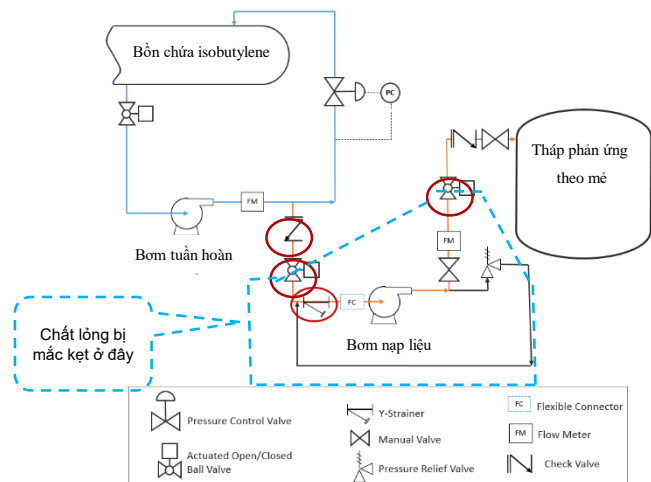 Bồn chứa isobutylene
PC
Tháp phản ứng
theo mẻ
FM
FM
Bơm tuần hoàn
Chất lỏng bị
mắc kẹt ở đây
FC
Bơm nạp liệu
Pressure Control Valve
Y-Strainer
FC
Flexible Connector
Manual Valve
FM
Flow Meter
Actuated Open/Closed
Ball Valve
Pressure Relief Valve
Check Valve